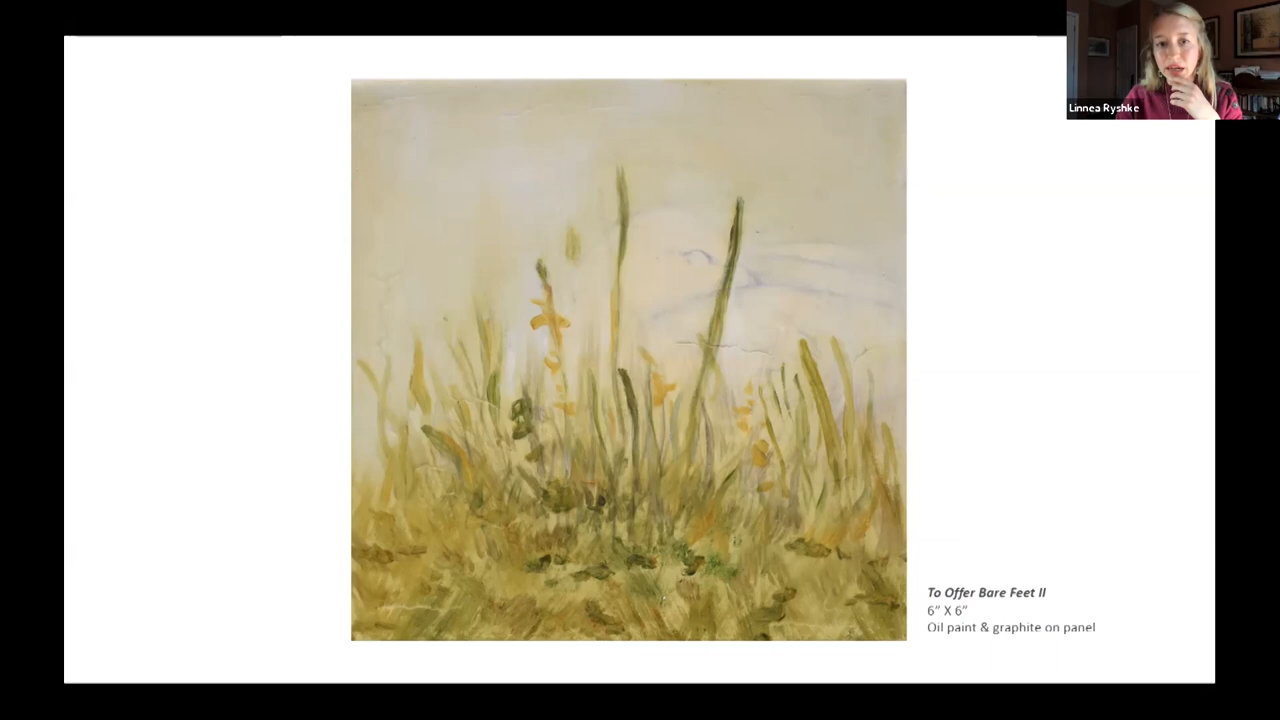 Linnea Ryshke
To Offer Bare Feet II
6” X 6”
Oil paint & graphite on panel